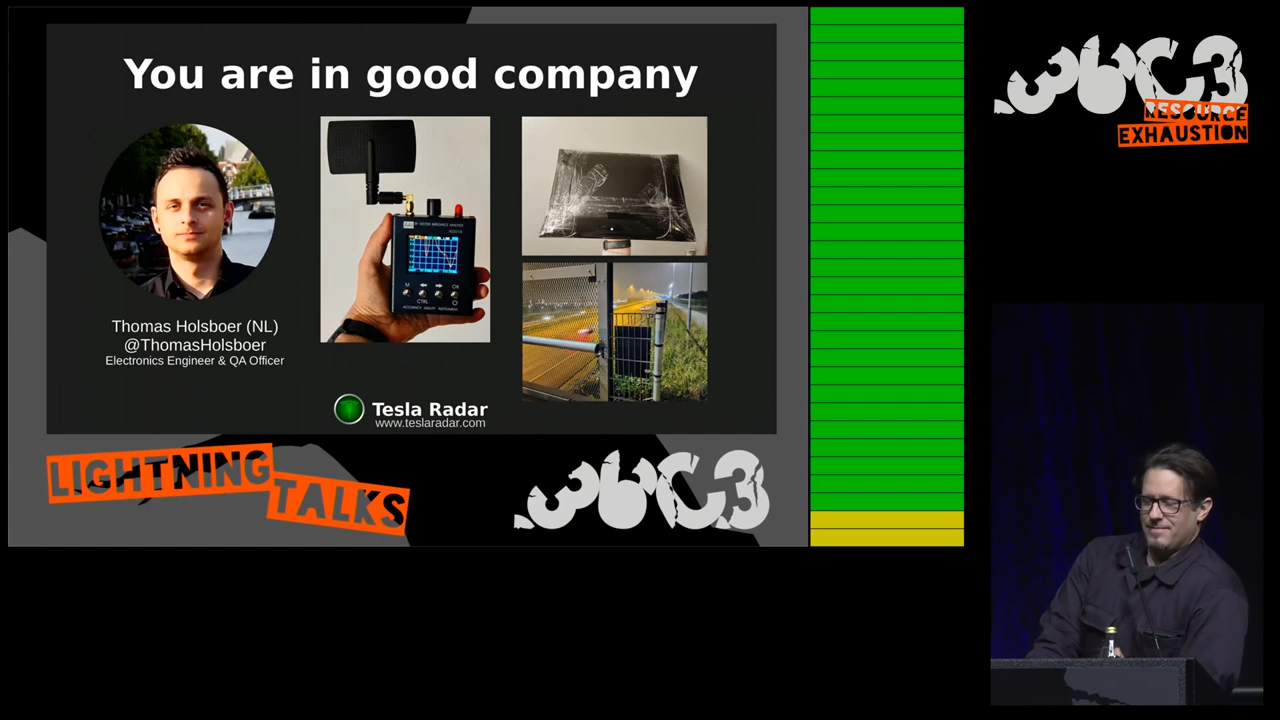 You are in good company
Thomas Holsboer (NL)
@ThomasHolsboer
Electronics Engineer & QA Officer
Tesla Radar
www.teslaradar.com
LIGHTNING
TALKS
36C3
36C3
RESOURCE
EXHAUSTION